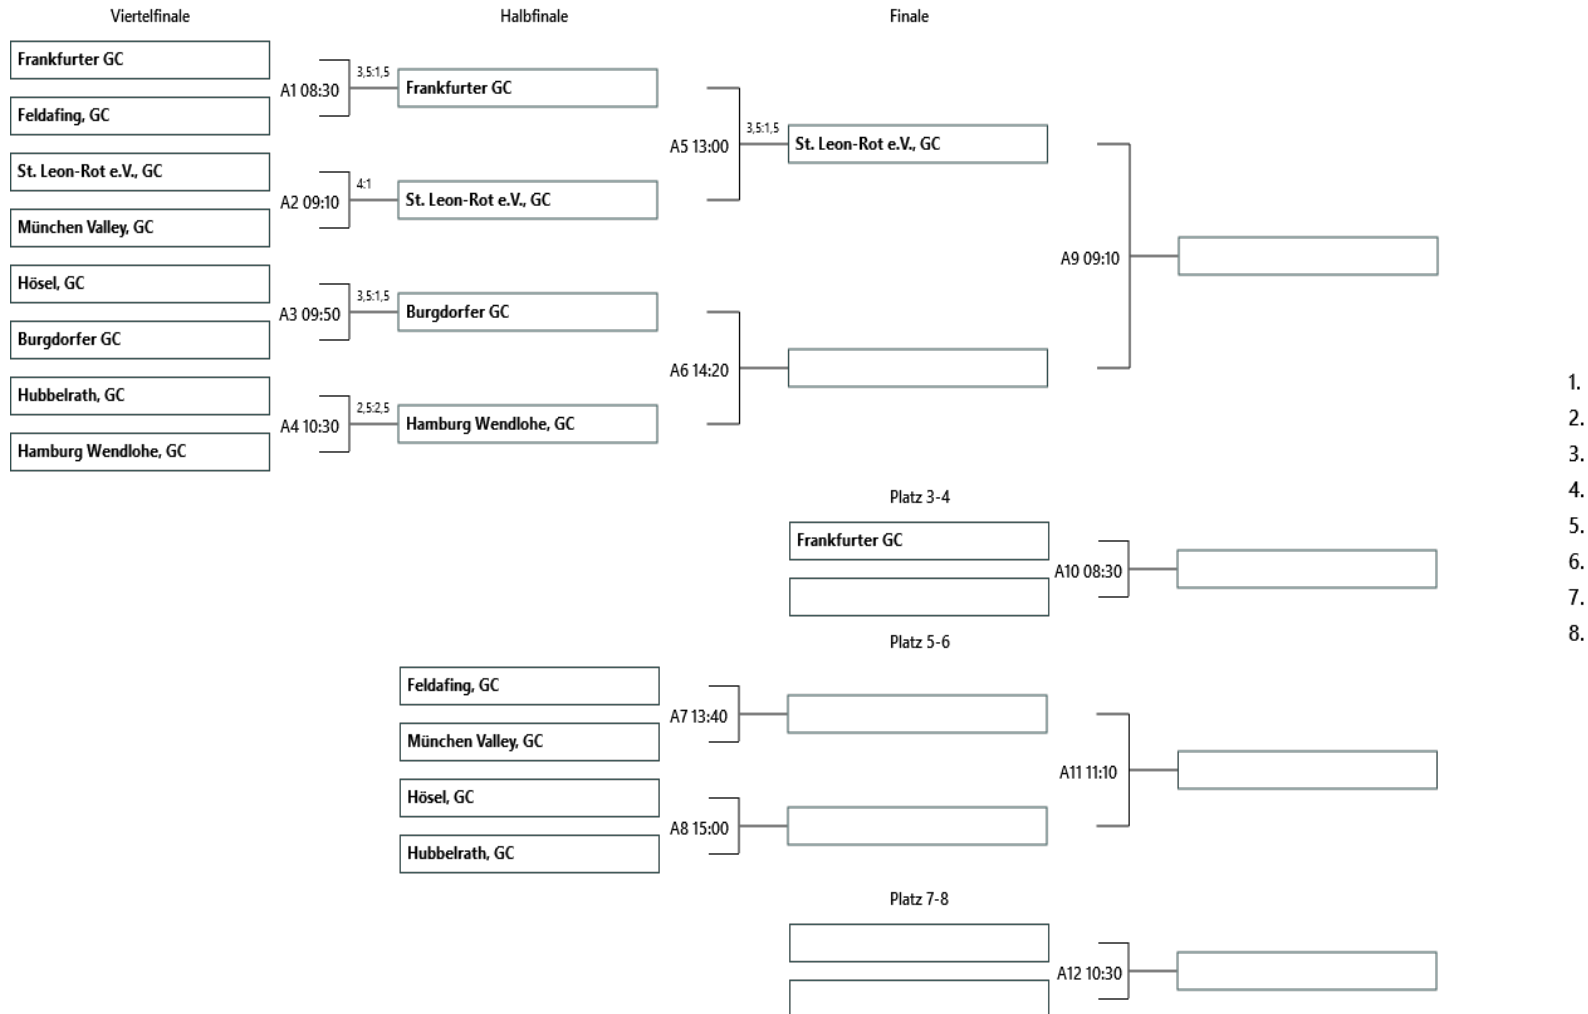 Viertelfinale
Halbfinale
Finale
Frankfurter GC
Feldafing, GC
St. Leon-Rot e.V., GC
München Valley, GC
Hösel, GC
Burgdorfer GC
Hubbelrath, GC
Hamburg Wendlohe, GC
A1 08:30
A2 09:10
A3 09:50
A4 10:30
3,5:1,5
4:1
3,5:1,5
2,5:2,5
Frankfurter GC
St. Leon-Rot e.V., GC
Burgdorfer GC
Hamburg Wendlohe, GC
A5 13:00
A6 14:20
3,5:1,5
St. Leon-Rot e.V., GC
A9 09:10
Platz 3-4
Frankfurter GC
A10 08:30
Platz 5-6
Feldafing, GC
München Valley, GC
Hösel, GC
Hubbelrath, GC
A7 13:40
A8 15:00
A11 11:10
Platz 7-8
A12 10:30
1.
2.
3.
4.
5.
6.
7.
8.